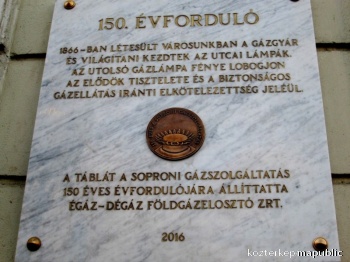 150. ÉVFORDULÓ
1866-BAN LÉTESÜLT VÁROSUNKBAN A GÁZGYÁR
ÉS VILÁGÍTANI KEZDTEK AZ UTCAI LÁMPÁK.
AZ UTOLSÓ GÁZLÁMPA FÉNYE LOBOGJON
AZ ELŐDÖK TISZTELETE ÉS A BIZTONSÁGOS
GÁZELLÁTÁS IRÁNTI ELKÖTELEZETTSÉG JELÉÜL.
A TÁBLÁT A SOPRONI GÁZSZOLGÁLTATÁS
150 ÉVES ÉVFORDULÓJÁRA ÁLLÍTTATTA
ÉGÁZ-DÉGÁZ FÖLDGÁZELOSZTÓ ZRT.
2016
kozterkep.mapublic